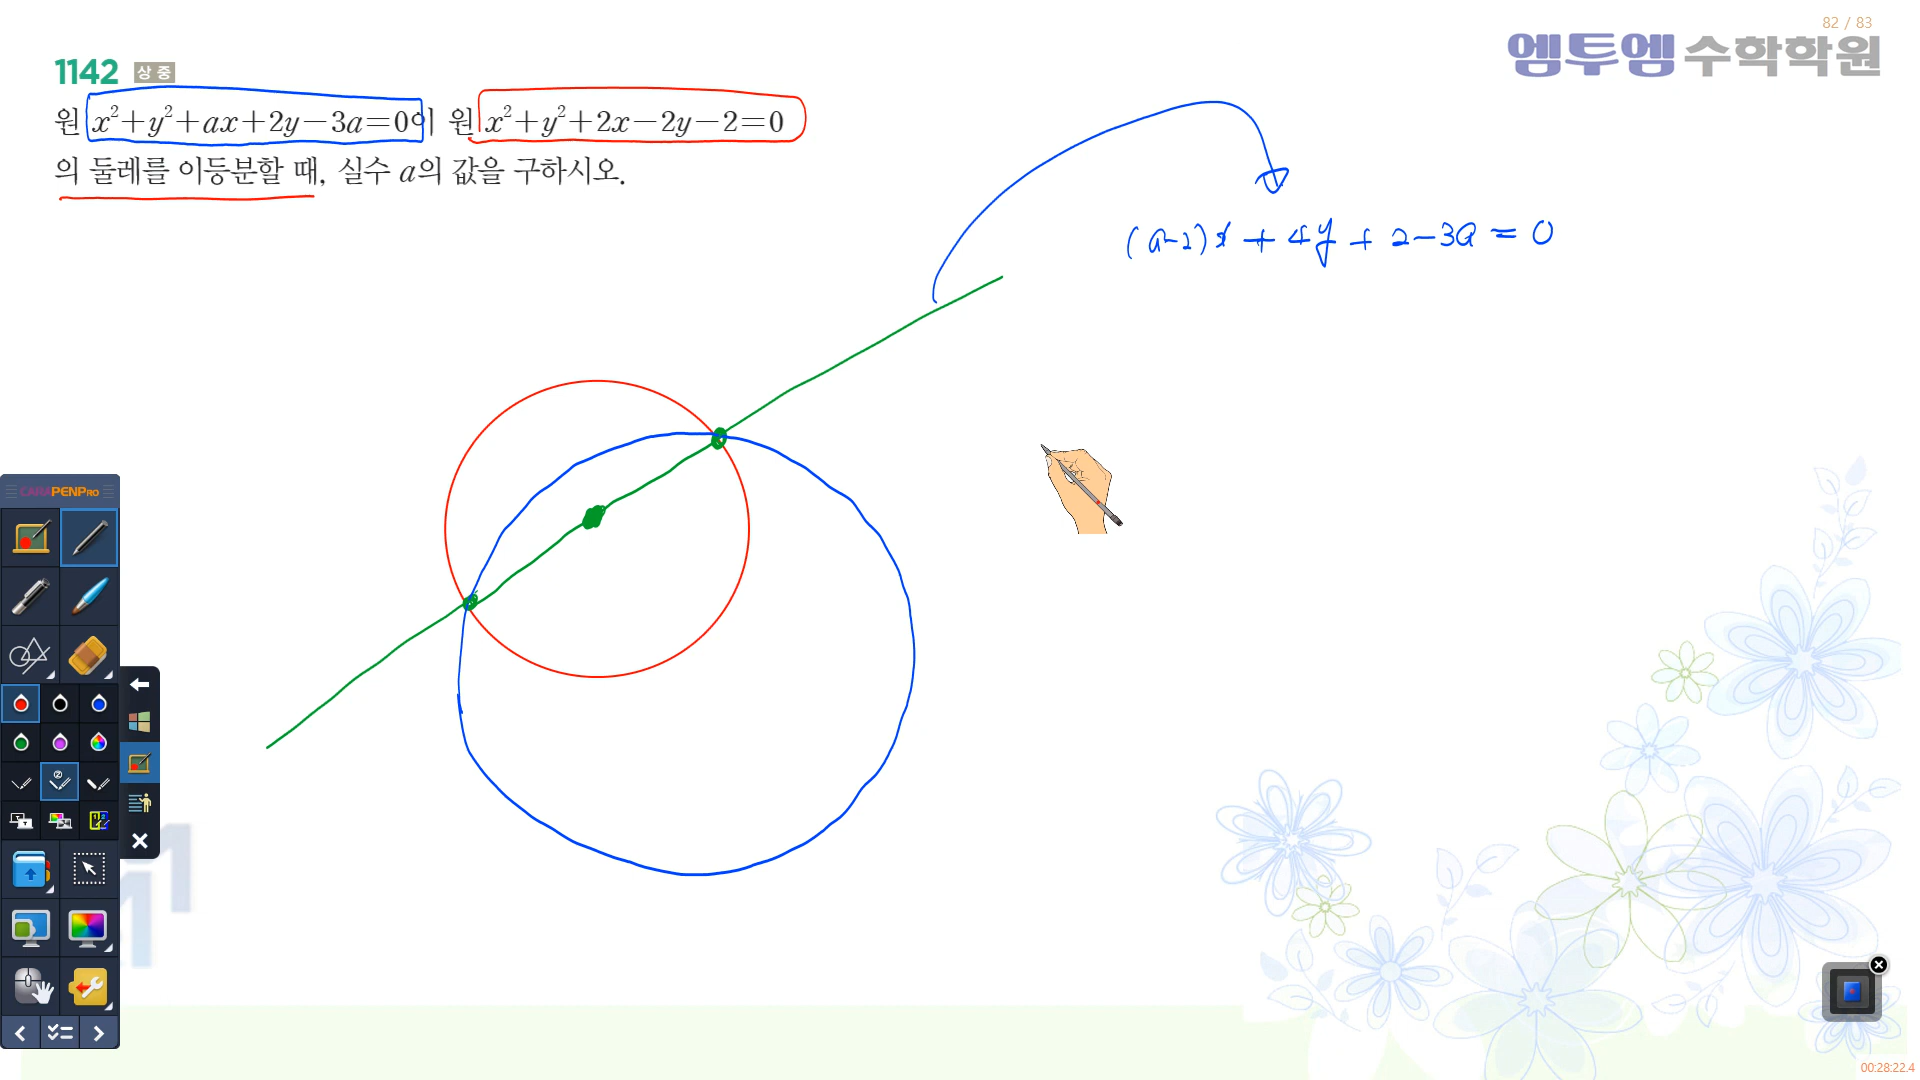 82 / 83
엠투엠 수학학원
1142 상 중
원 x²+y²+ax+2y-3a=0이 원 x²+y²+2x-2y-2=0
의 둘레를 이등분할 때, 실수 a의 값을 구하시오.
(a-2)x + 4y + 2-3a = 0
CARAPENPRO
00:28:22.4